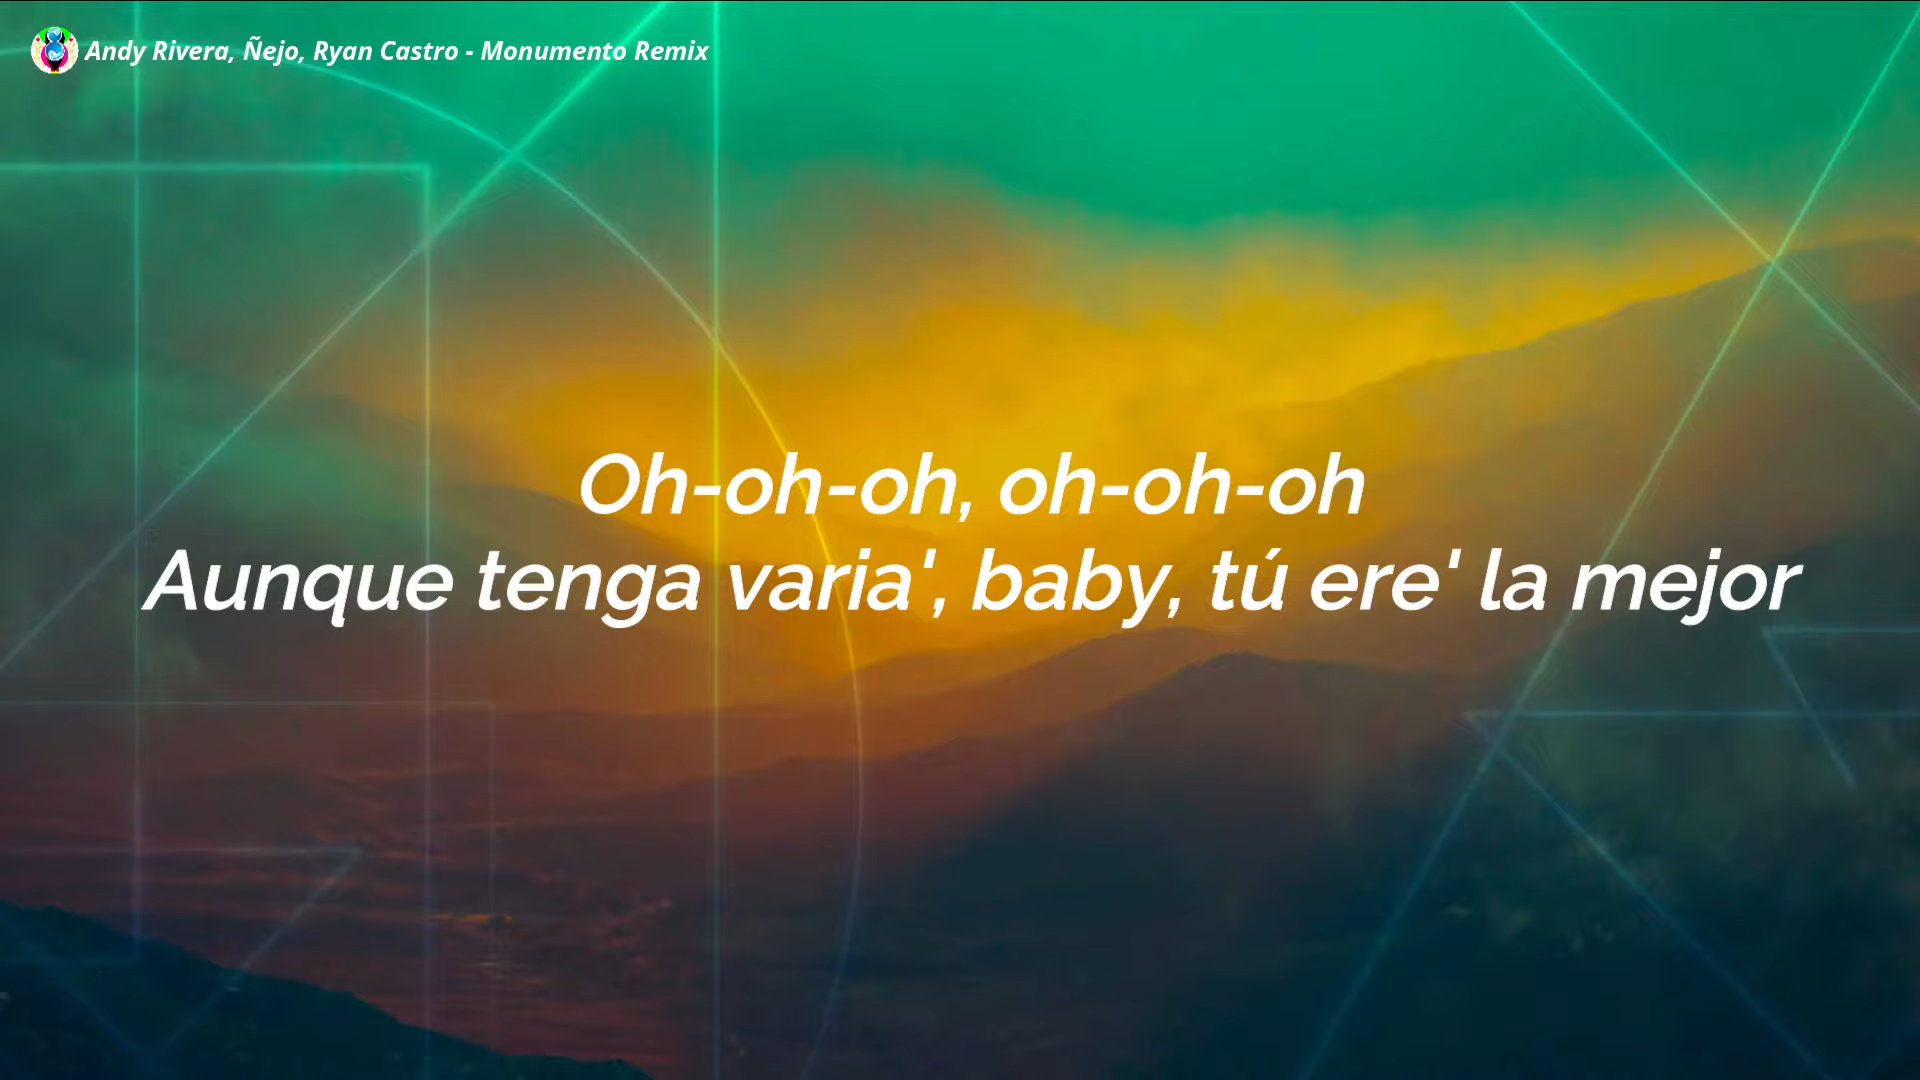 Andy Rivera, Ñejo, Ryan Castro - Monumento Remix
Oh-oh-oh, oh-oh-oh
Aunque tenga varia', baby, tú ere' la mejor